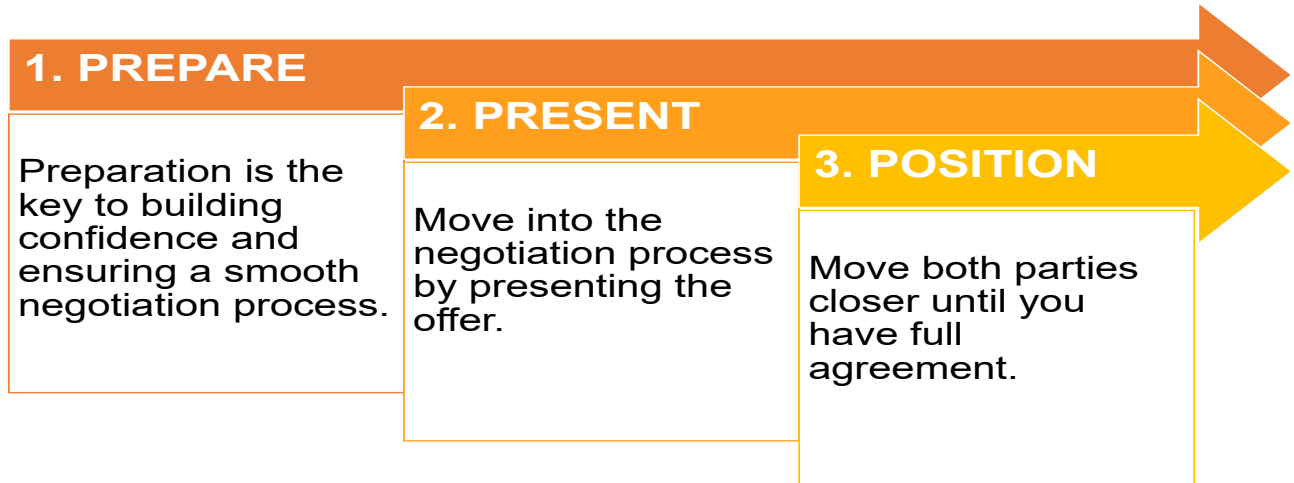 1. PREPARE
Preparation is the
key to building
confidence and
ensuring a smooth
negotiation process.
2. PRESENT
Move into the
negotiation process
by presenting the
offer.
3. POSITION
Move both parties
closer until you
have full
agreement.